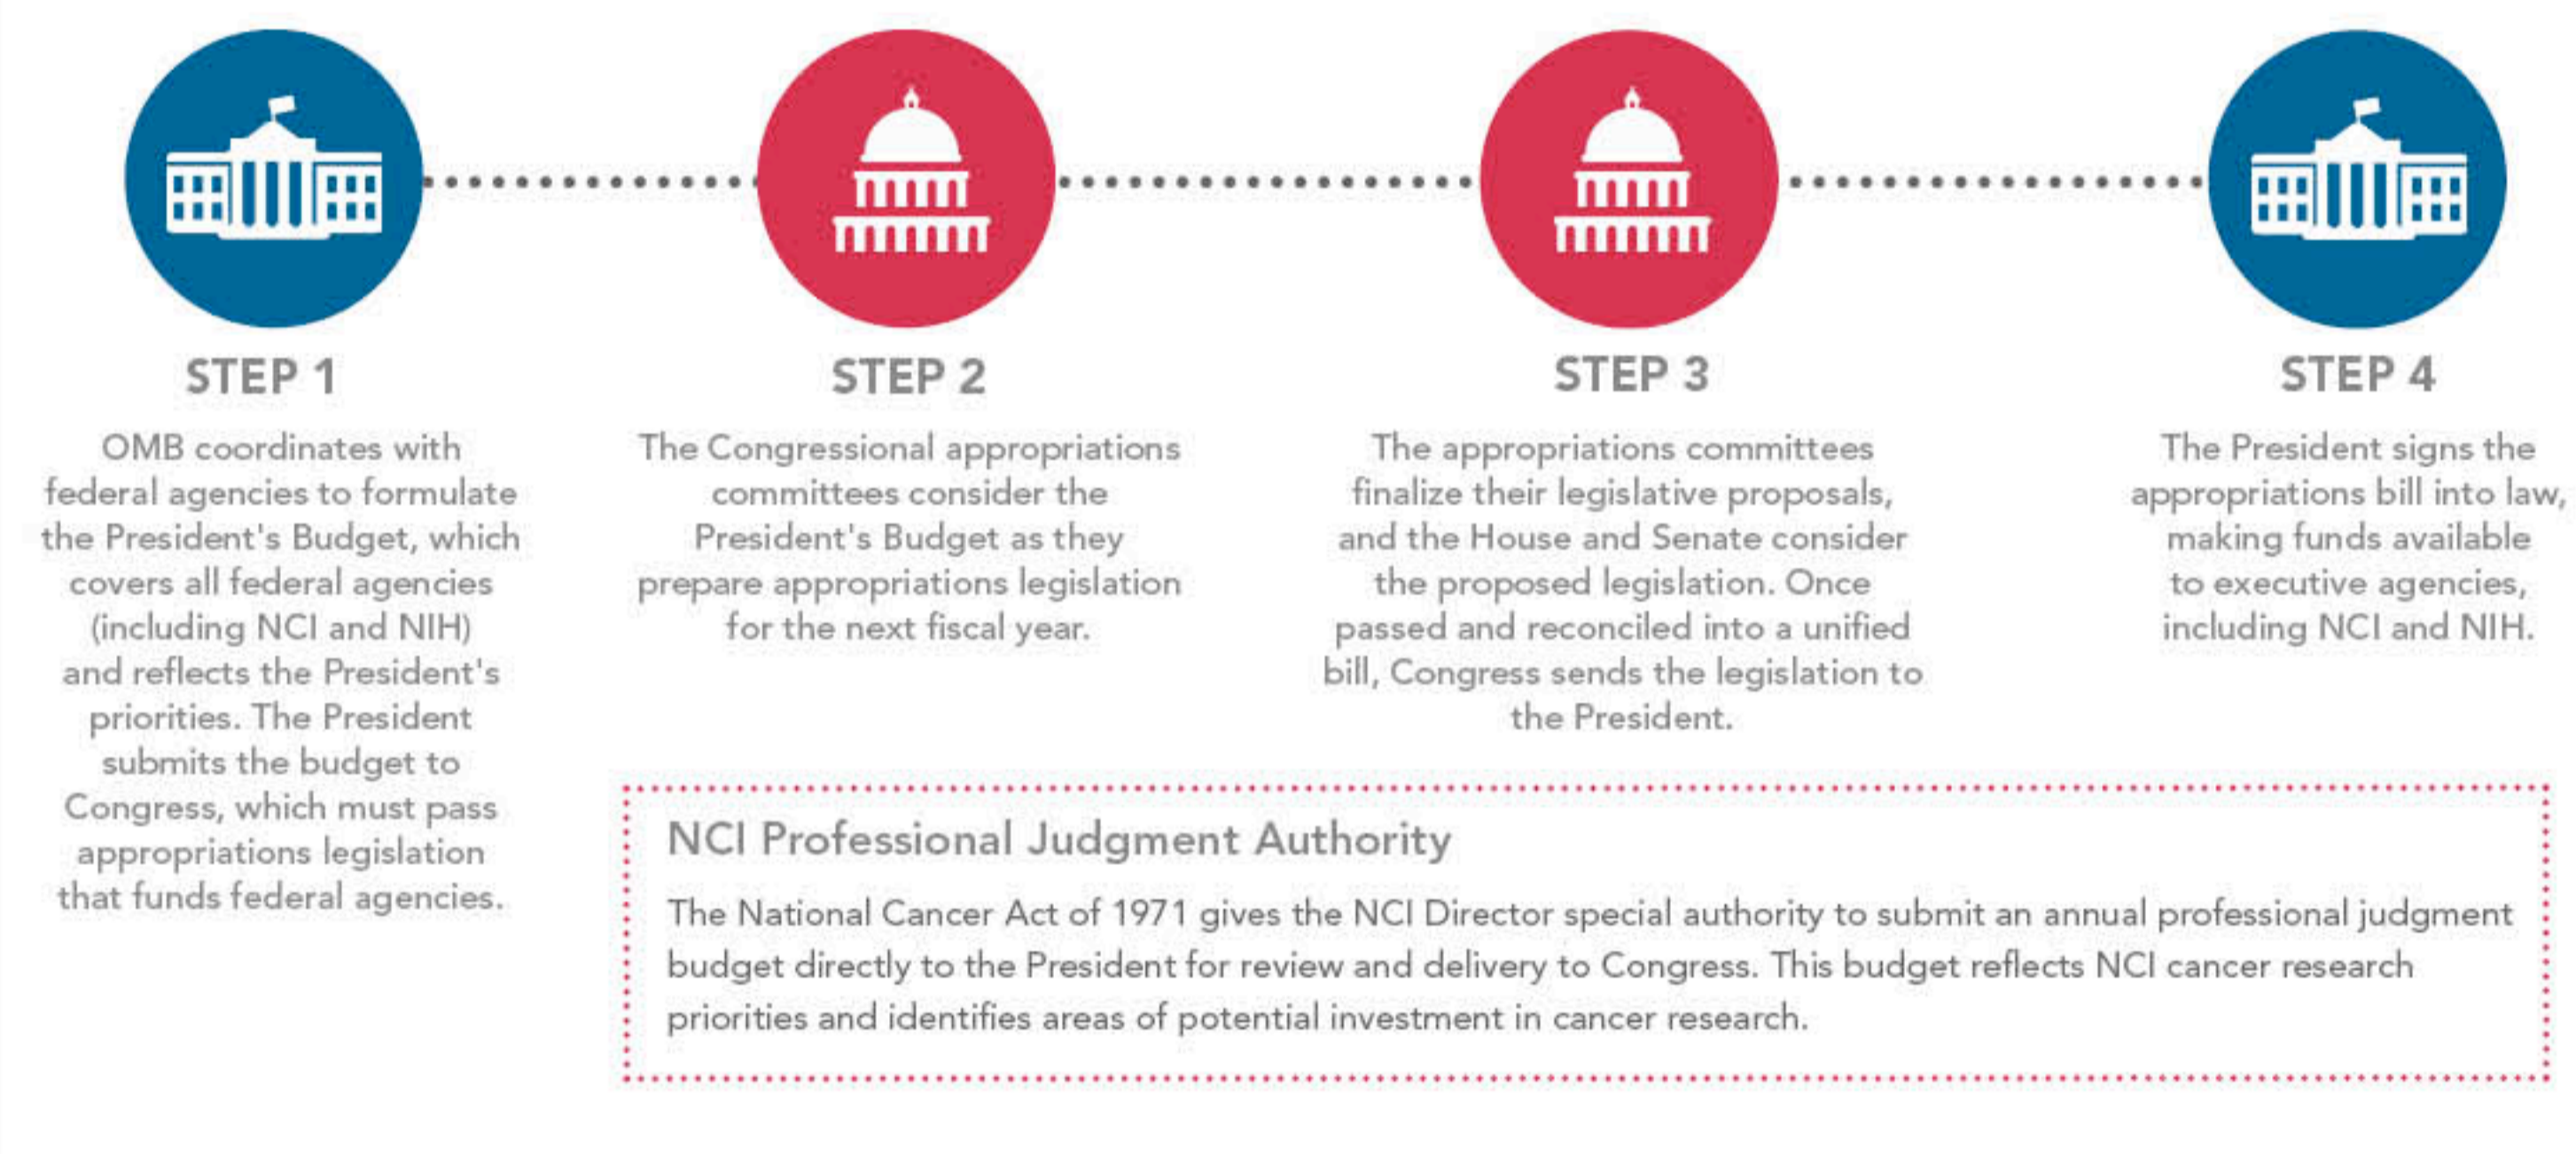 STEP 1
OMB coordinates with
federal agencies to formulate
the President's Budget, which
covers all federal agencies
(including NCI and NIH)
and reflects the President's
priorities. The President
submits the budget to
Congress, which must pass
appropriations legislation
that funds federal agencies.
STEP 2
The Congressional appropriations
committees consider the
President's Budget as they
prepare appropriations legislation
for the next fiscal year.
STEP 3
The appropriations committees
finalize their legislative proposals,
and the House and Senate consider
the proposed legislation. Once
passed and reconciled into a unified
bill, Congress sends the legislation to
the President.
STEP 4
The President signs the
appropriations bill into law,
making funds available
to executive agencies,
including NCI and NIH.
NCI Professional Judgment Authority
The National Cancer Act of 1971 gives the NCI Director special authority to submit an annual professional judgment
budget directly to the President for review and delivery to Congress. This budget reflects NCI cancer research
priorities and identifies areas of potential investment in cancer research.